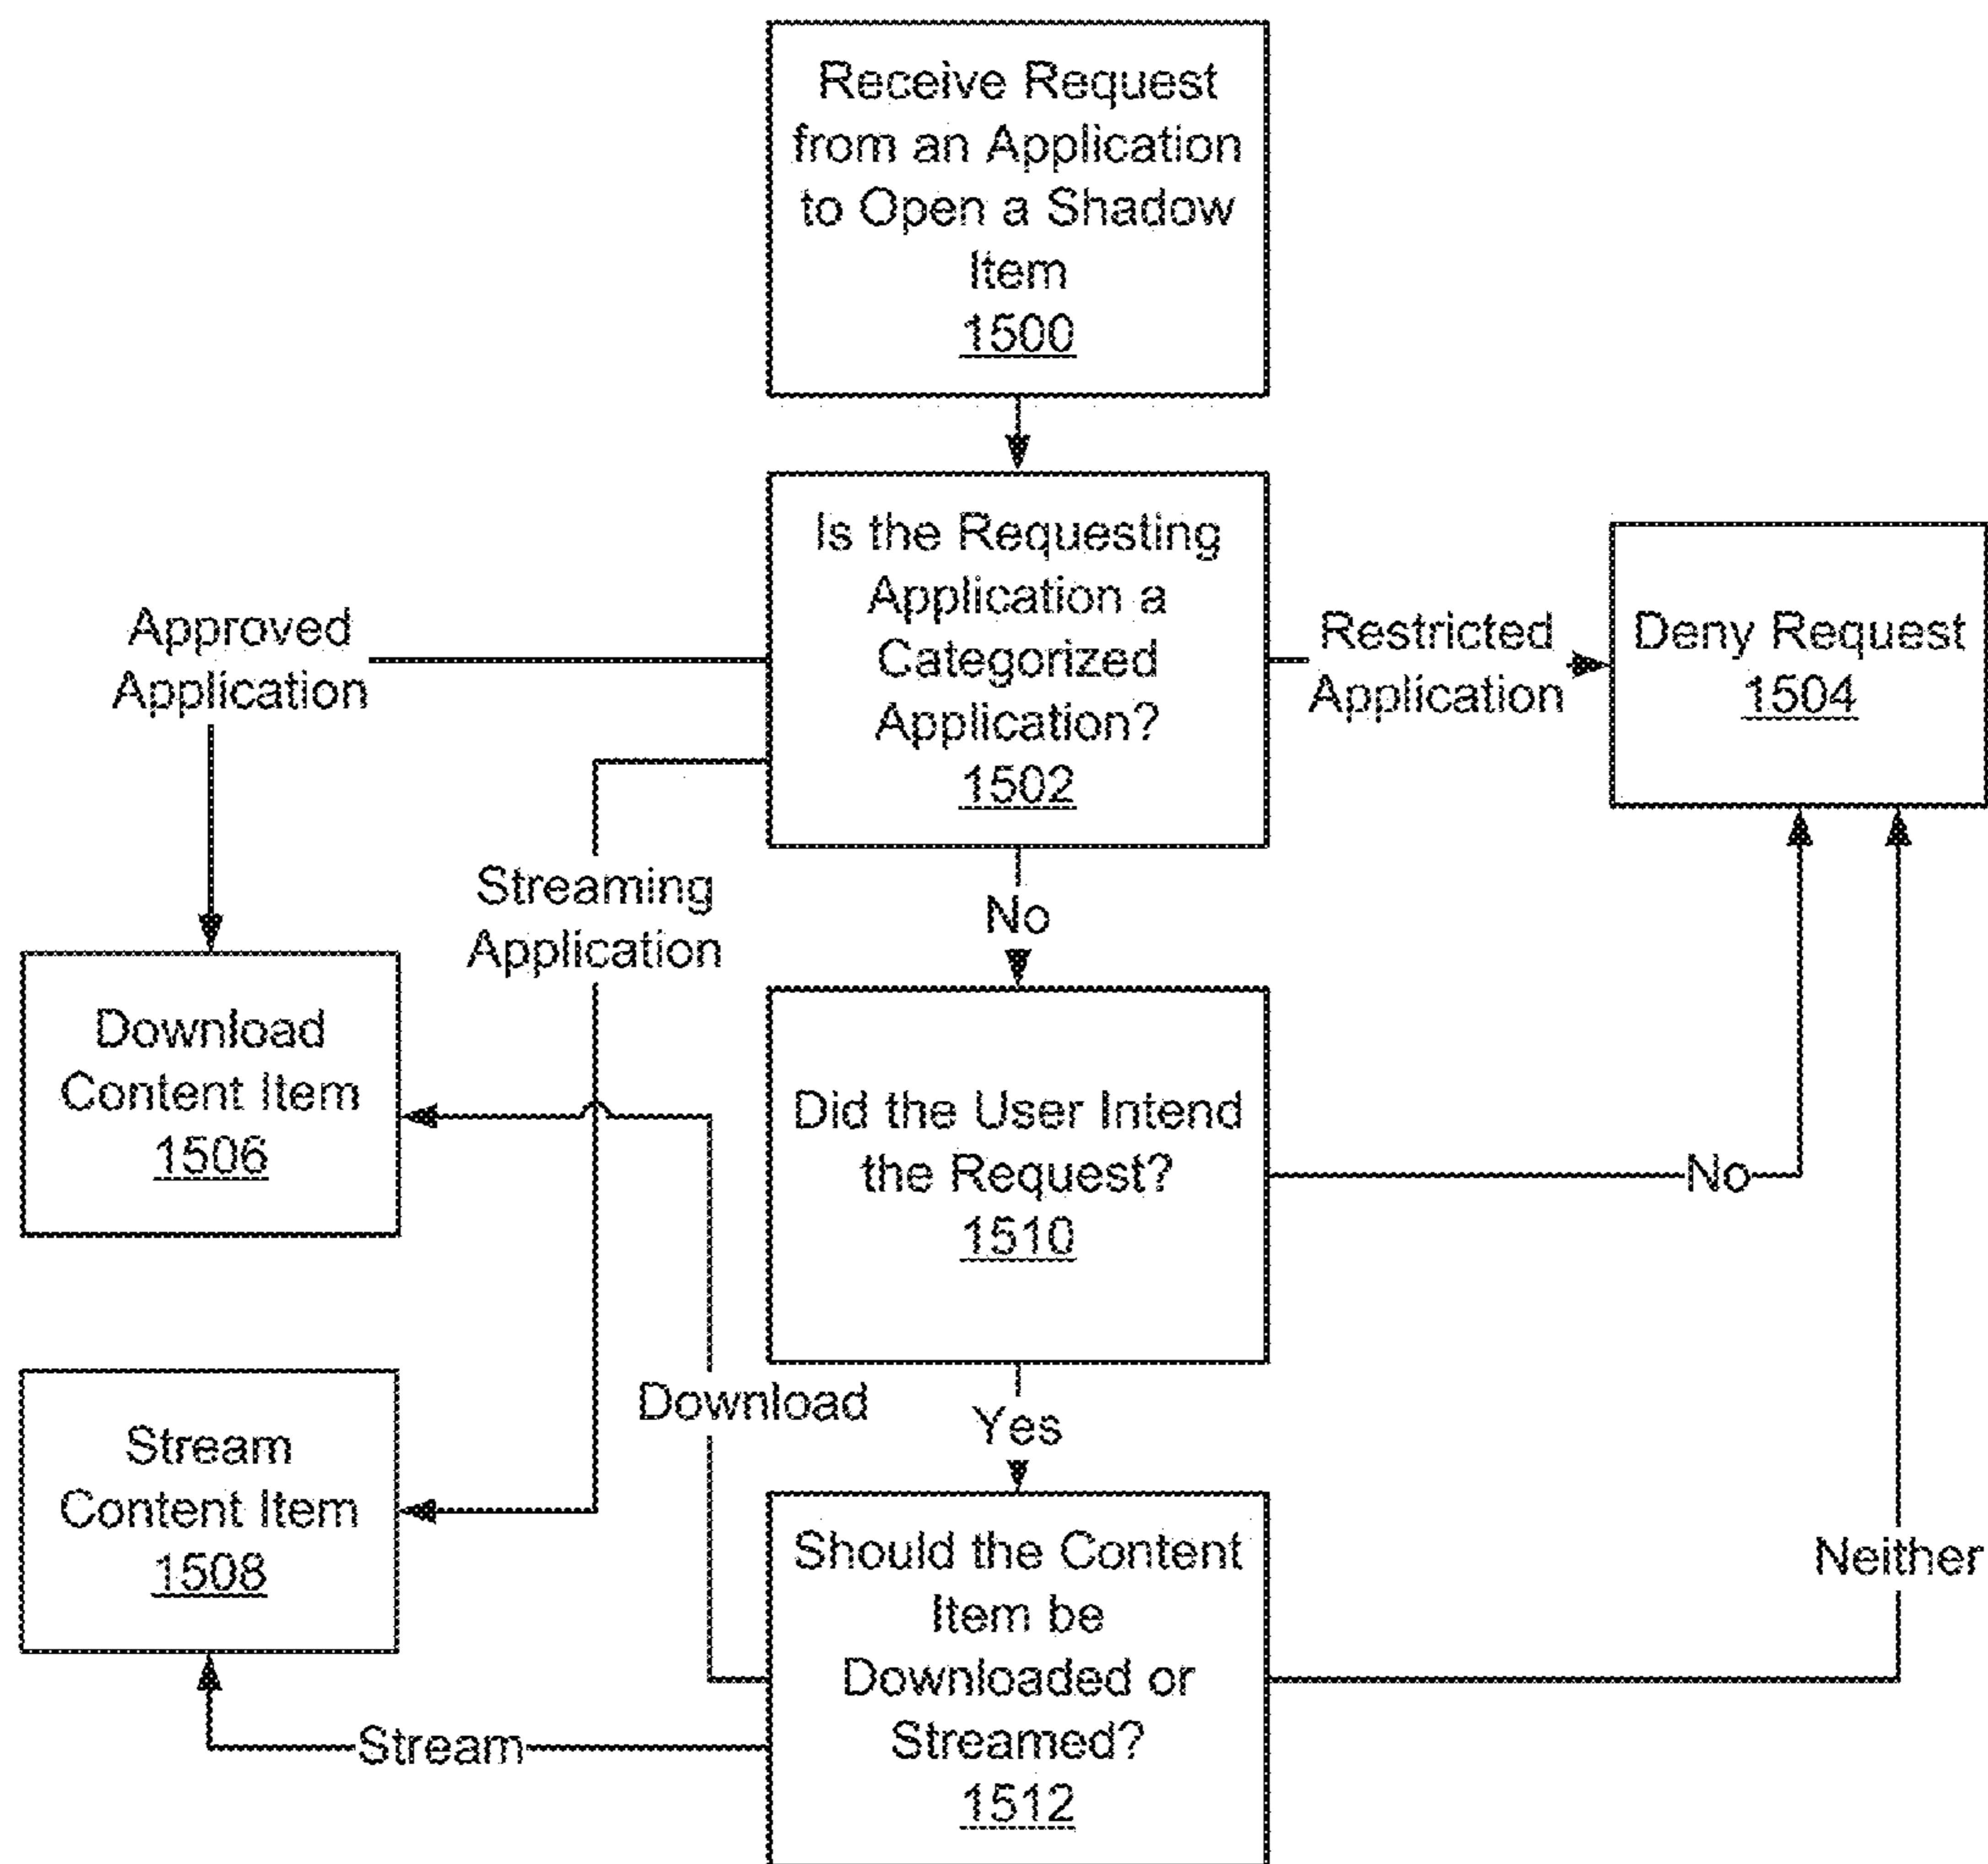 Receive Request
from an Application
to Open a Shadow
Item
1500
Is the Requesting
Application a
Categorized
Application?
1502
Approved
Application
Restricted
Application
Deny Request
1504
Streaming
Application
No
Download
Content Item
1506
Did the User Intend
the Request?
1510
No
Download
Yes
Stream
Content Item
1508
Should the Content
Item be
Downloaded or
Streamed?
1512
Neither
Stream